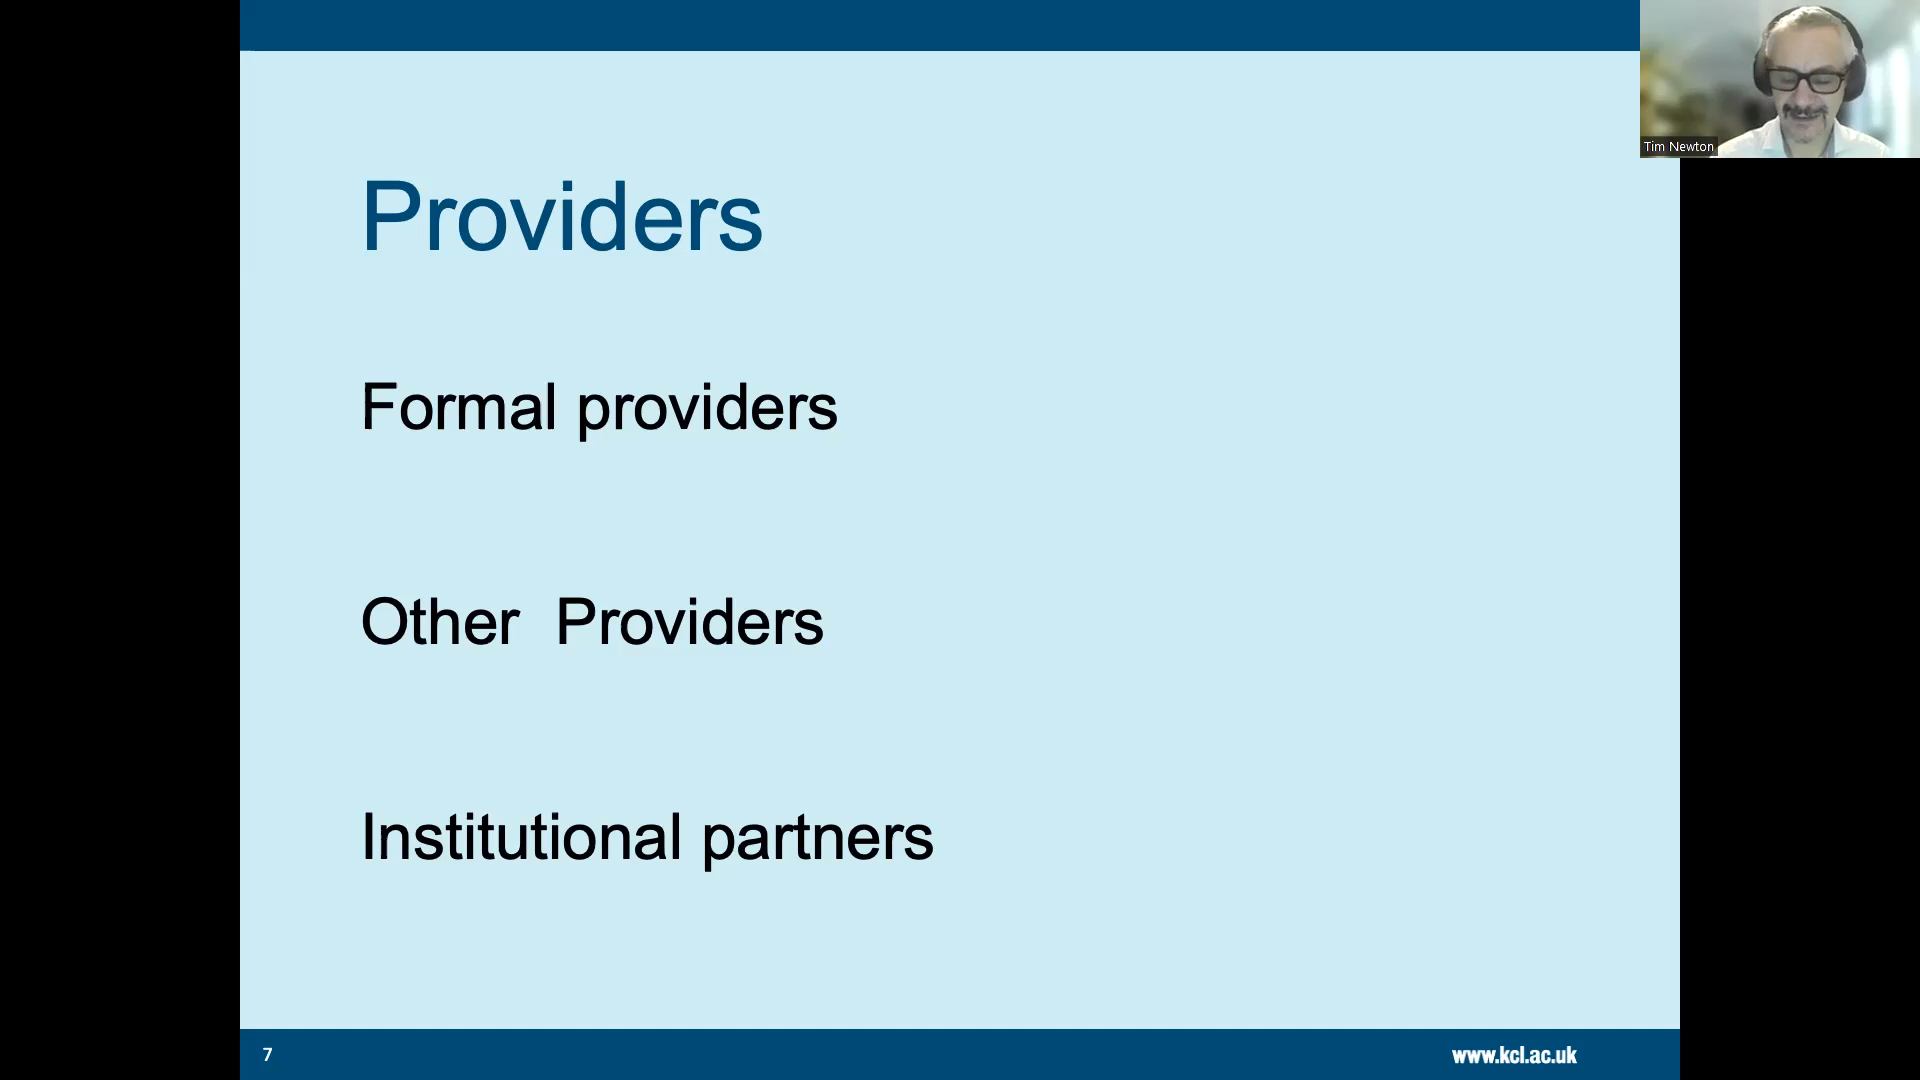 Tim Newton
Providers
Formal providers
Other  Providers
Institutional partners
7
www.kcl.ac.uk